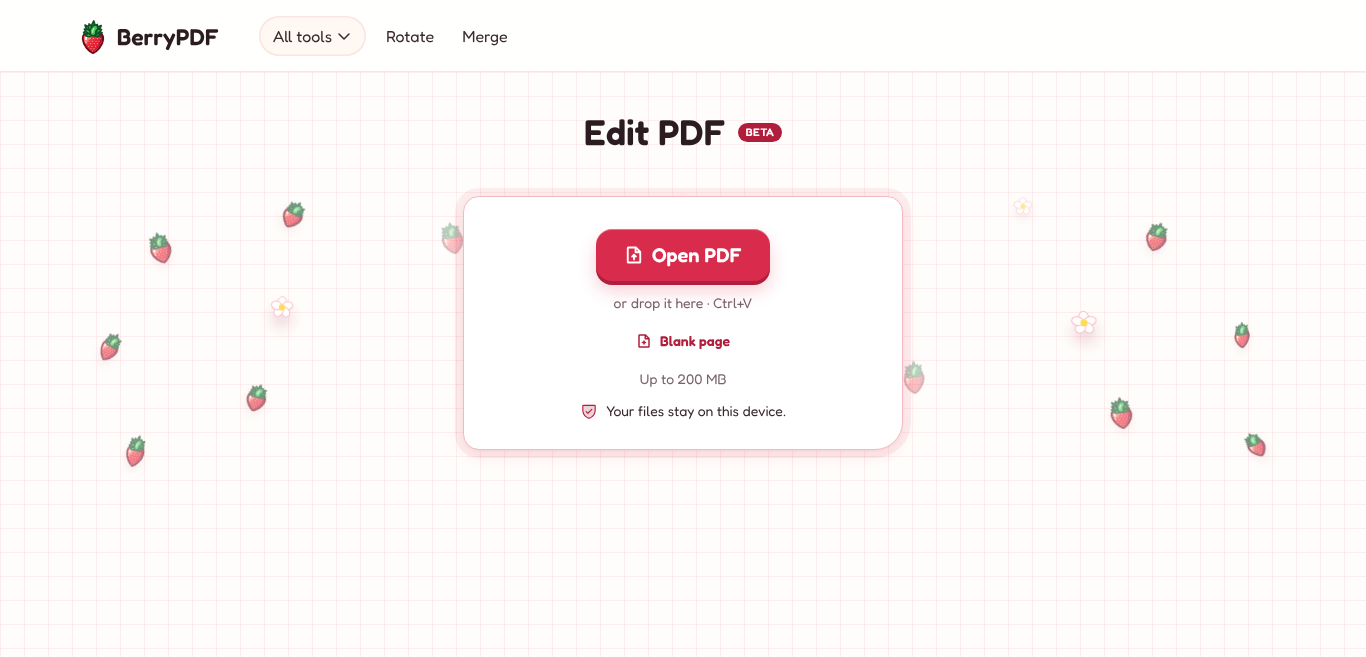 BerryPDF
All tools
Rotate
Merge
Edit PDF BETA
Open PDF
or drop it here · Ctrl+V
Blank page
Up to 200 MB
Your files stay on this device.